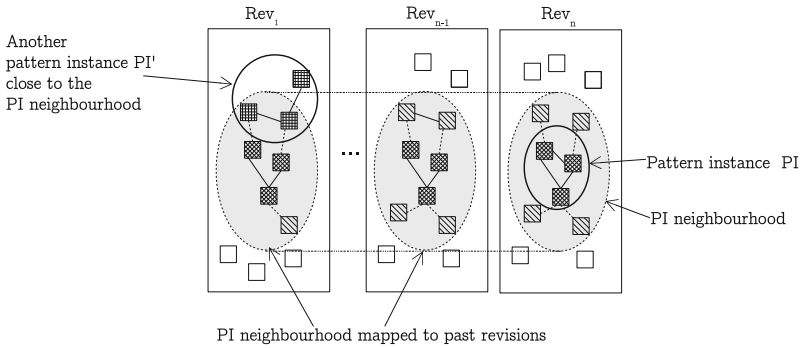 Rev1
Revn-1
Revn
Another
pattern instance PI'
close to the
PI neighbourhood
...
Pattern instance PI
PI neighbourhood
PI neighbourhood mapped to past revisions